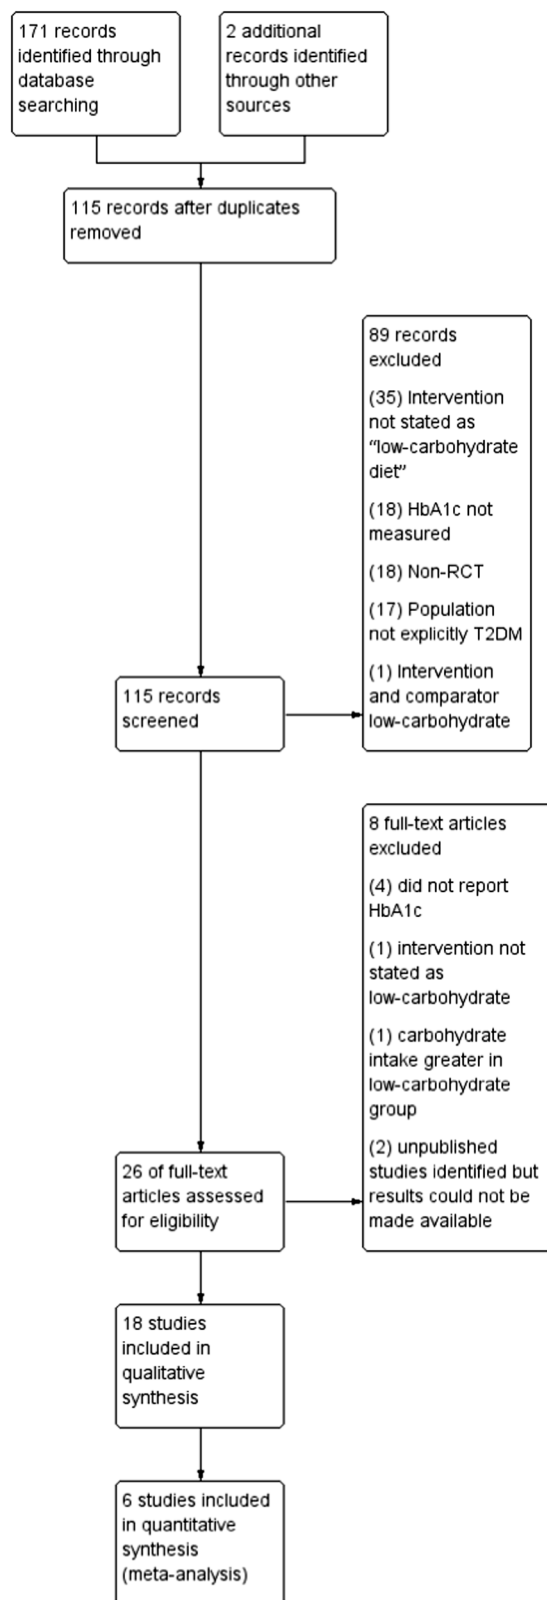 171 records
identified through
database
searching
2 additional
records identified
through other
sources
115 records after duplicates
removed
89 records
excluded
(35) Intervention
not stated as
“low-carbohydrate
diet”
(18) HbA1c not
measured
(18) Non-RCT
(17) Population
not explicitly T2DM
(1) Intervention
and comparator
low-carbohydrate
115 records
screened
8 full-text articles
excluded
(4) did not report
HbA1c
(1) intervention not
stated as
low-carbohydrate
(1) carbohydrate
intake greater in
low-carbohydrate
group
(2) unpublished
studies identified but
results could not be
made available
26 of full-text
articles assessed
for eligibility
18 studies
included in
qualitative
synthesis
6 studies included
in quantitative
synthesis
(meta-analysis)